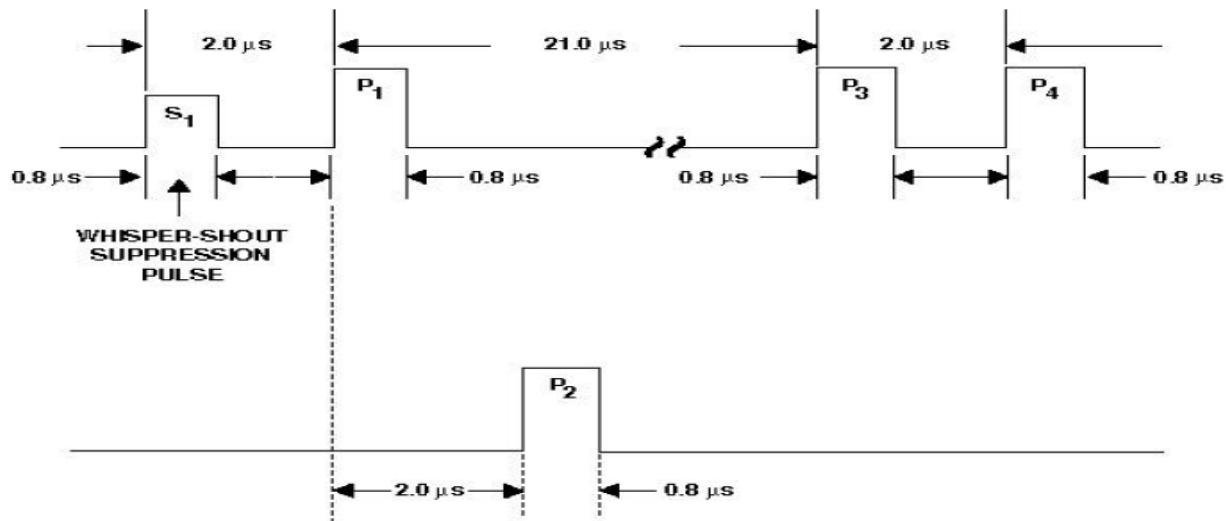 2.0 µs 21.0 µs 2.0 µs
S1 P1 P3 P4
0.8 µs 0.8 µs 0.8 µs 0.8 µs
WHISPER-SHOUT
SUPPRESSION
PULSE
P2
2.0 µs 0.8 µs